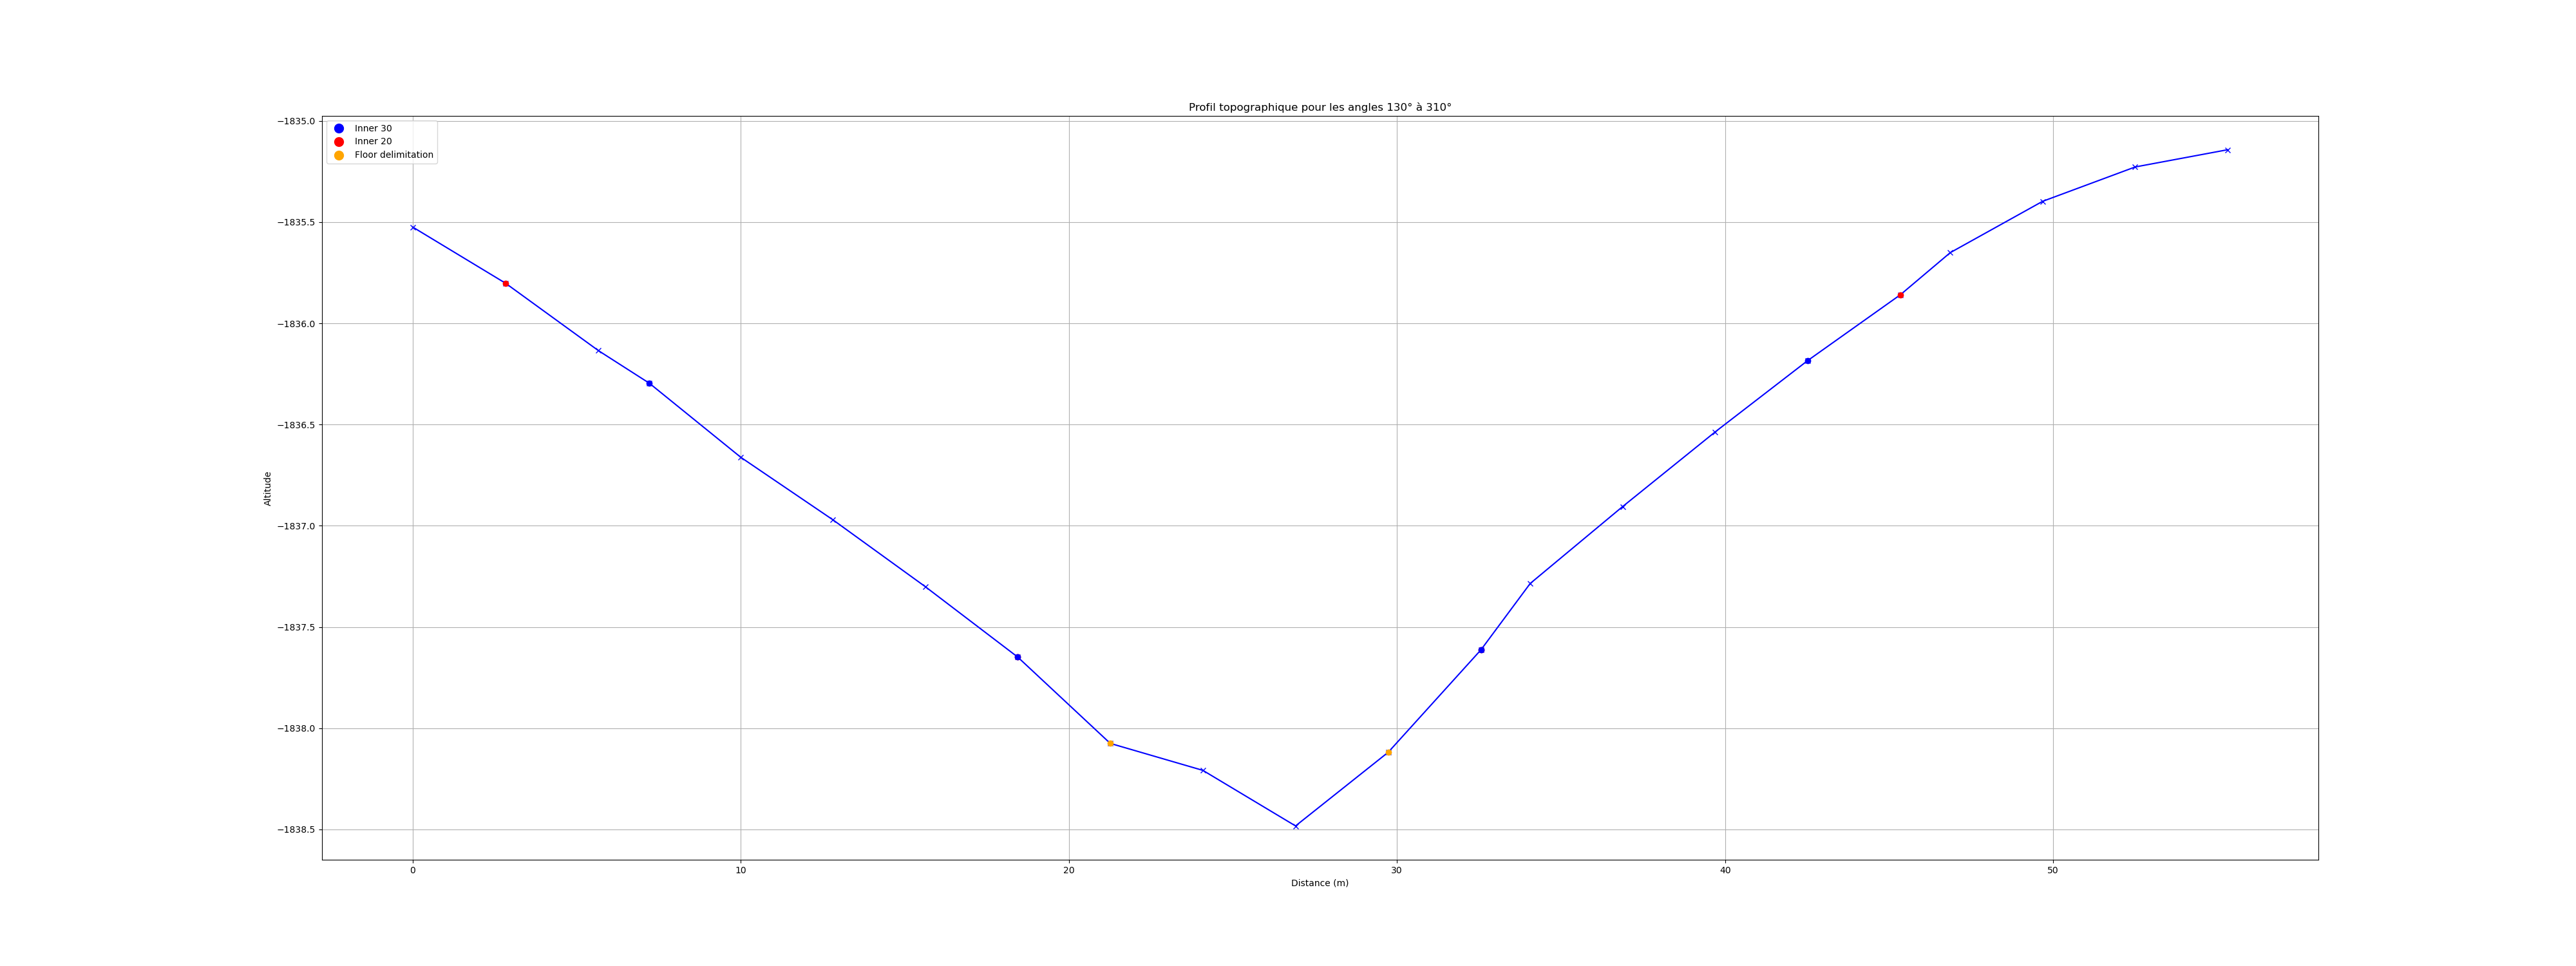 Profil topographique pour les angles 130° à 310°
Inner 30
Inner 20
Floor delimitation
−1835.0
−1835.5
−1836.0
−1836.5
−1837.0
−1837.5
−1838.0
−1838.5
Altitude
0 10 20 30 40 50
Distance (m)